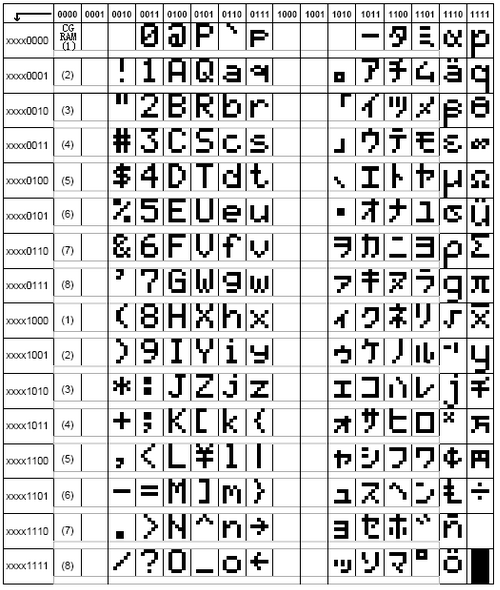 0000 0001 0010 0011 0100 0101 0110 0111 1000 1001 1010 1011 1100 1101 1110 1111
xxxx0000 CG RAM (1) 0 @ P ` p ー タ ミ α p
xxxx0001 (2) ! 1 A Q a q 。 ア チ ム ä q
xxxx0010 (3) " 2 B R b r 「 イ ツ メ β θ
xxxx0011 (4) # 3 C S c s 」 ウ テ モ ε ∞
xxxx0100 (5) $ 4 D T d t 、 エ ト ヤ μ Ω
xxxx0101 (6) % 5 E U e u ・ オ ナ ユ σ ü
xxxx0110 (7) & 6 F V f v ヲ カ ニ ヨ ρ Σ
xxxx0111 (8) ' 7 G W g w ァ キ ヌ ラ g π
xxxx1000 (1) ( 8 H X h x ィ ク ネ リ √ x̄
xxxx1001 (2) ) 9 I Y i y ゥ ケ ノ ル ⁻¹ y
xxxx1010 (3) * : J Z j z ェ コ ハ レ j 千
xxxx1011 (4) + ; K [ k { ォ サ ヒ ロ ˣ 万
xxxx1100 (5) , < L ¥ l | ャ シ フ ワ ¢ 円
xxxx1101 (6) - = M ] m } ュ ス ヘ ン ₤ ÷
xxxx1110 (7) . > N ^ n → ョ セ ホ ゛ ñ
xxxx1111 (8) / ? O _ o ← ッ ソ マ ゜ ö █